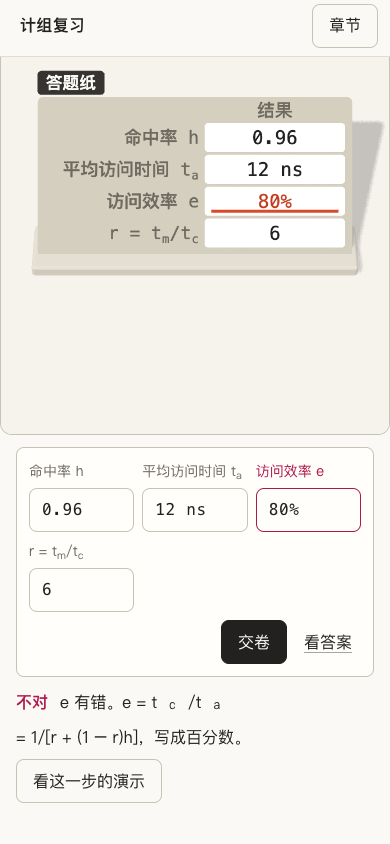 计组复习
章节
答题纸
结果
命中率 h 0.96
平均访问时间 tₐ 12 ns
访问效率 e 80%
r = tₘ/t꜀ 6
命中率 h 平均访问时间 tₐ 访问效率 e
0.96 12 ns 80%
r = tₘ/t꜀
6
交卷 看答案
不对 e 有错。e = t c /t a
= 1/[r + (1 − r)h]，写成百分数。
看这一步的演示